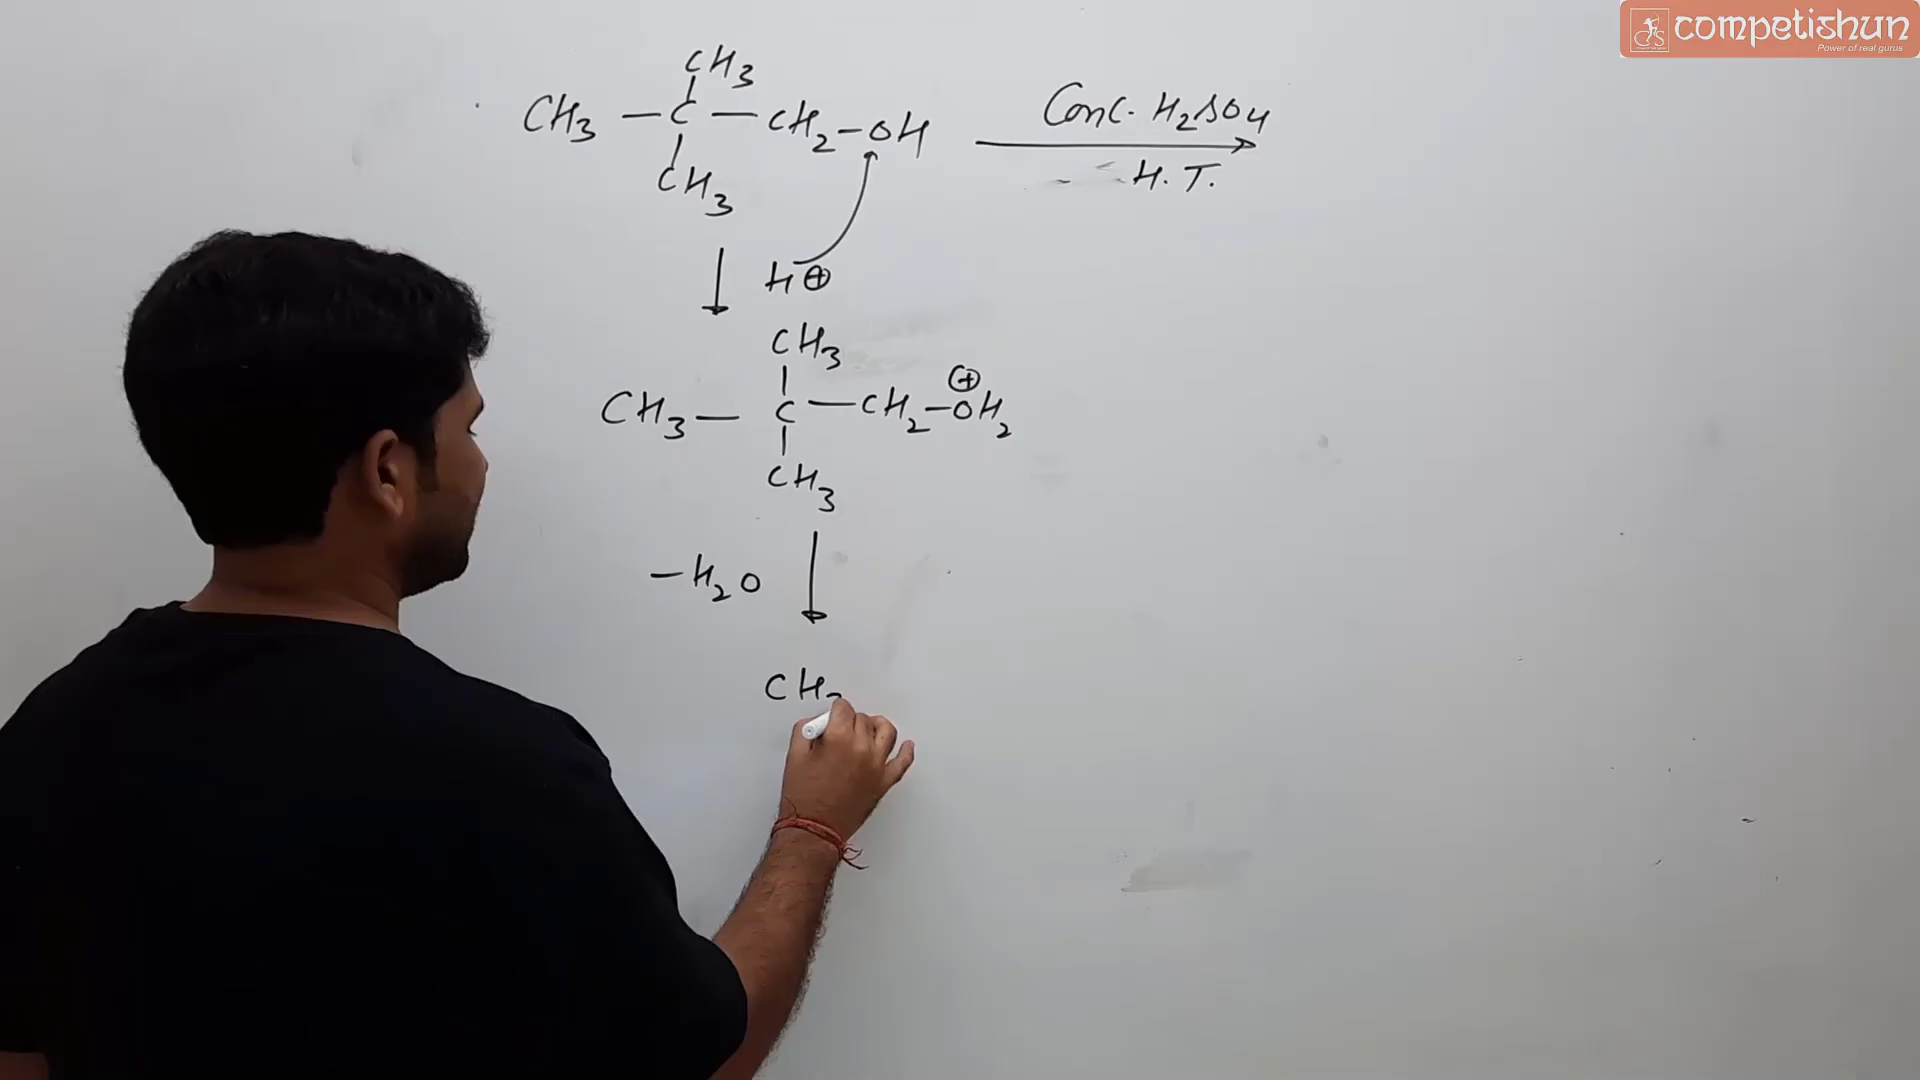 competishun
Power of real gurus
CH3
CH3 — C — CH2 – OH
CH3
Conc. H2SO4
H. T.
H⊕
CH3
⊕
CH3 — C — CH2 – OH2
CH3
– H2O
CH3